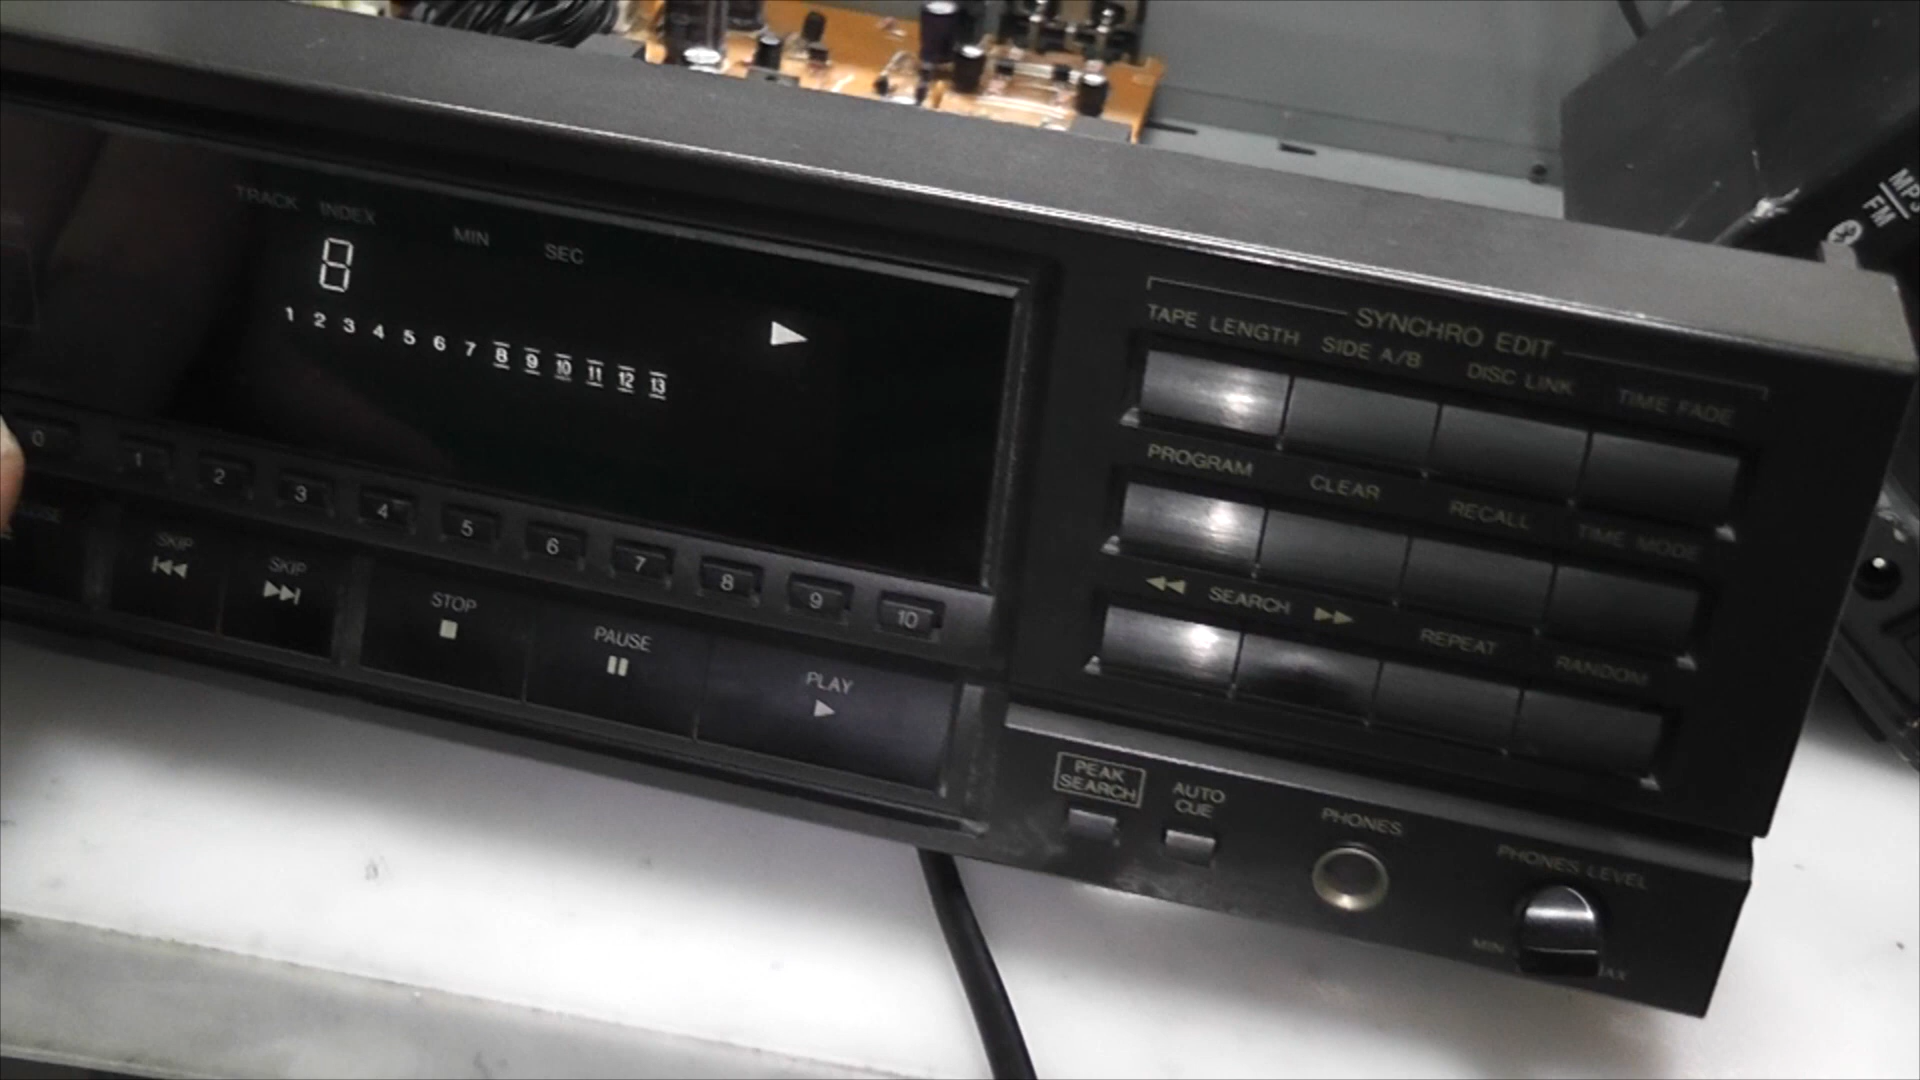 TRACK INDEX MIN SEC
8
1 2 3 4 5 6 7 8 9 10 11 12 13
0 1 2 3 4 5 6 7 8 9 10
SKIP SKIP STOP PAUSE PLAY
SYNCHRO EDIT
TAPE LENGTH SIDE A/B DISC LINK TIME FADE
PROGRAM CLEAR RECALL TIME MODE
SEARCH REPEAT RANDOM
PEAK
SEARCH
AUTO
CUE
PHONES
PHONES LEVEL
MIN
MP3
FM